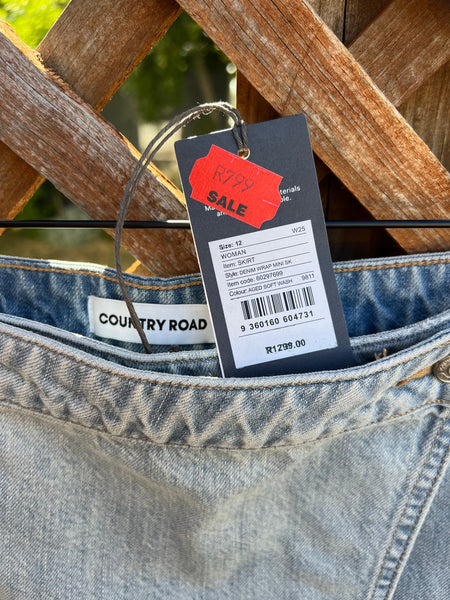 R799
SALE
materials
Size: 12 W25
WOMAN
Item: SKIRT
Style: DENIM WRAP MINI SK
Item code: 60297699
Colour: AGED SOFT WASH 9811
9 360160 604731
R1299.00
COUNTRY ROAD